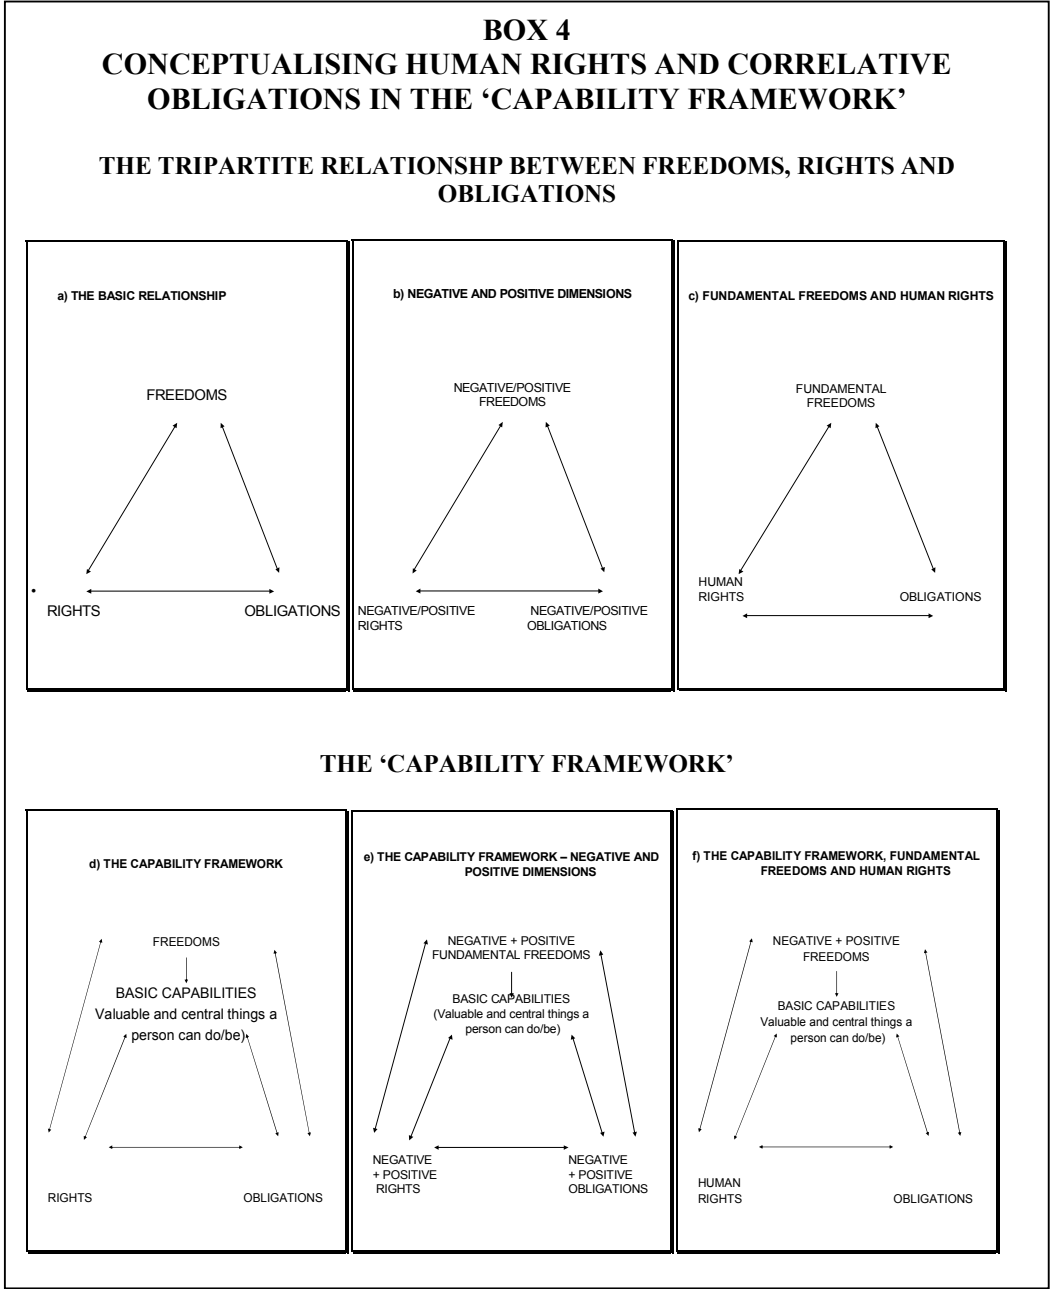 BOX 4
CONCEPTUALISING HUMAN RIGHTS AND CORRELATIVE
OBLIGATIONS IN THE ‘CAPABILITY FRAMEWORK’
THE TRIPARTITE RELATIONSHP BETWEEN FREEDOMS, RIGHTS AND
OBLIGATIONS
a) THE BASIC RELATIONSHIP
FREEDOMS
RIGHTS
OBLIGATIONS
b) NEGATIVE AND POSITIVE DIMENSIONS
NEGATIVE/POSITIVE
FREEDOMS
NEGATIVE/POSITIVE
RIGHTS
NEGATIVE/POSITIVE
OBLIGATIONS
c) FUNDAMENTAL FREEDOMS AND HUMAN RIGHTS
FUNDAMENTAL
FREEDOMS
HUMAN
RIGHTS
OBLIGATIONS
THE ‘CAPABILITY FRAMEWORK’
d) THE CAPABILITY FRAMEWORK
FREEDOMS
BASIC CAPABILITIES
Valuable and central things a
person can do/be)
RIGHTS
OBLIGATIONS
e) THE CAPABILITY FRAMEWORK – NEGATIVE AND
POSITIVE DIMENSIONS
NEGATIVE + POSITIVE
FUNDAMENTAL FREEDOMS
BASIC CAPABILITIES
(Valuable and central things a
person can do/be)
NEGATIVE
+ POSITIVE
RIGHTS
NEGATIVE
+ POSITIVE
OBLIGATIONS
f) THE CAPABILITY FRAMEWORK, FUNDAMENTAL
FREEDOMS AND HUMAN RIGHTS
NEGATIVE + POSITIVE
FREEDOMS
BASIC CAPABILITIES
Valuable and central things a
person can do/be)
HUMAN
RIGHTS
OBLIGATIONS